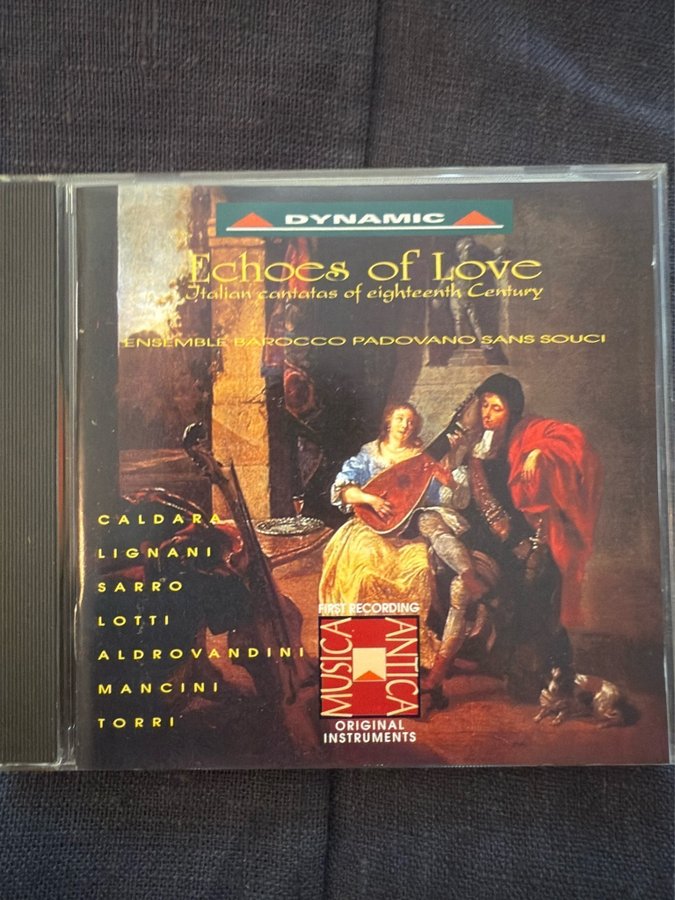 DYNAMIC
Echoes of Love
Italian cantatas of eighteenth Century
ENSEMBLE BAROCCO PADOVANO SANS SOUCI
CALDARA
LIGNANI
SARRO
LOTTI
ALDROVANDINI
MANCINI
TORRI
FIRST RECORDING
MUSICA
ANTICA
ORIGINAL
INSTRUMENTS